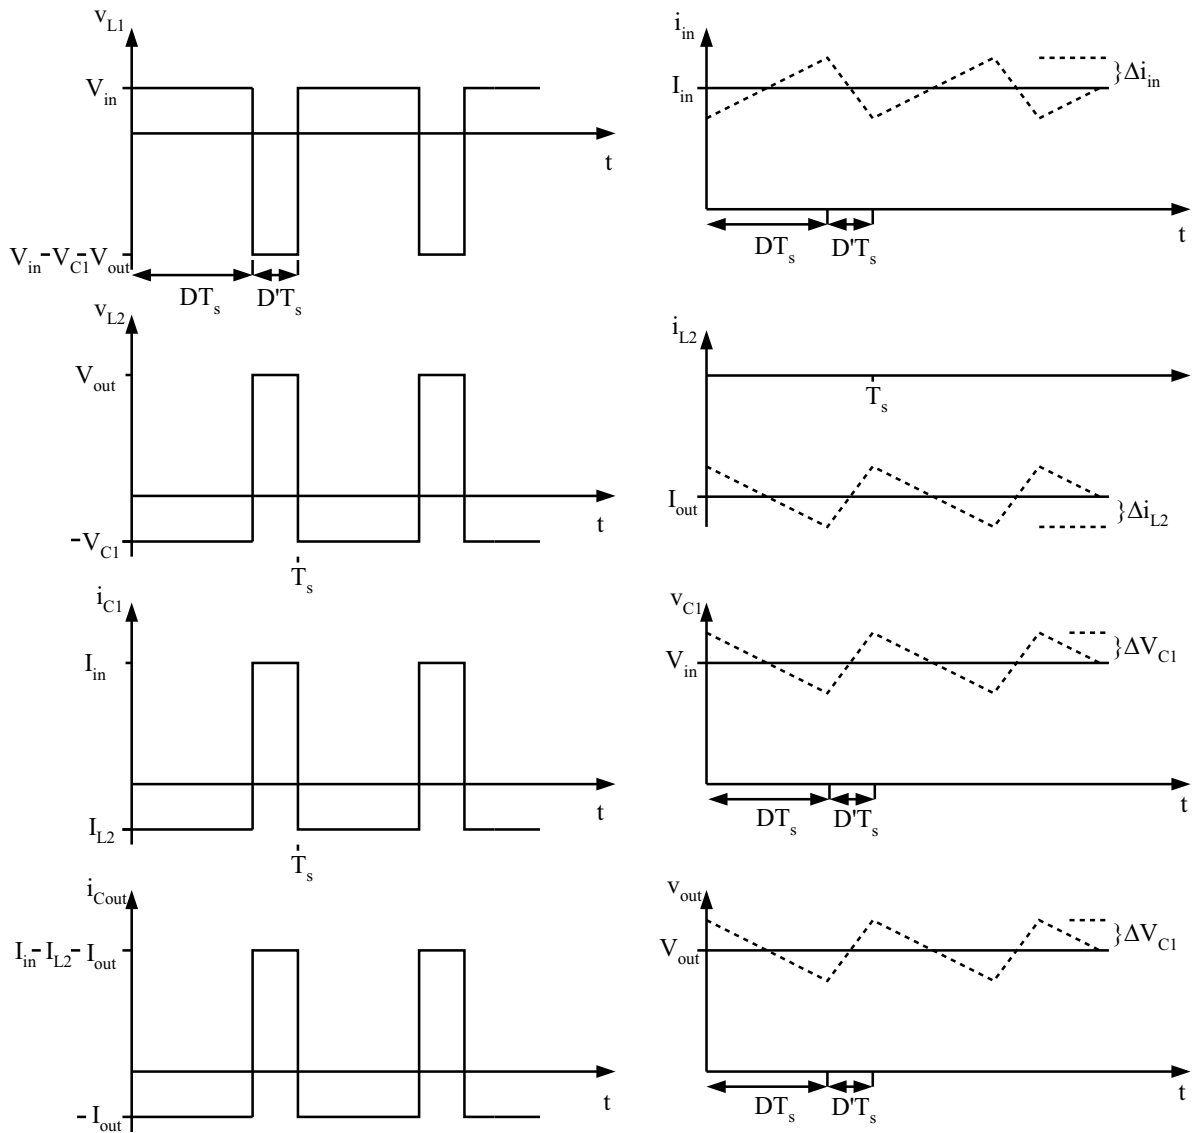 v_L1
V_in
t
V_in-V_C1-V_out
DT_s D'T_s
i_in
I_in
}Δi_in
t
DT_s D'T_s
v_L2
V_out
t
-V_C1
T_s
i_L2
T_s
I_out
}Δi_L2
i_C1
I_in
t
I_L2
T_s
v_C1
V_in
}ΔV_C1
t
DT_s D'T_s
i_Cout
I_in-I_L2-I_out
t
-I_out
v_out
V_out
}ΔV_C1
t
DT_s D'T_s